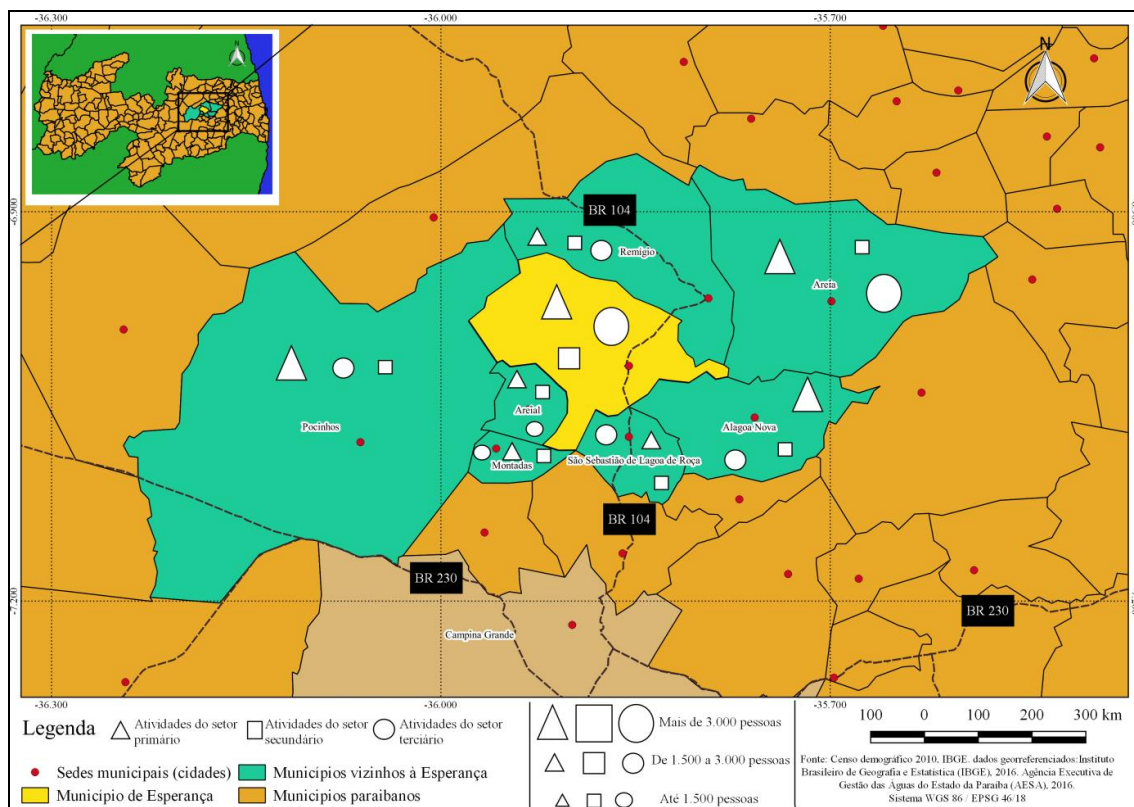 -36.300
-36.000
-35.700
N
N
-6.900
BR 104
Remígio
Areia
Pocinhos
Areial
Alagoa Nova
Montadas
São Sebastião de Lagoa de Roça
BR 104
BR 230
BR 230
-7.200
Campina Grande
-36.300
-36.000
-35.700
Legenda
Atividades do setor
primário
Atividades do setor
secundário
Atividades do setor
terciário
Sedes municipais (cidades)
Municípios vizinhos à Esperança
Município de Esperança
Municípios paraibanos
Mais de 3.000 pessoas
De 1.500 a 3.000 pessoas
Até 1.500 pessoas
100 0 100 200 300 km
Fonte: Censo demográfico 2010, IBGE. dados georreferenciados:Instituto
Brasileiro de Geografia e Estatística (IBGE), 2016. Agência Executiva de
Gestão das Águas do Estado da Paraíba (AESA), 2016.
Sistema WGS 86 / EPSG 46/18